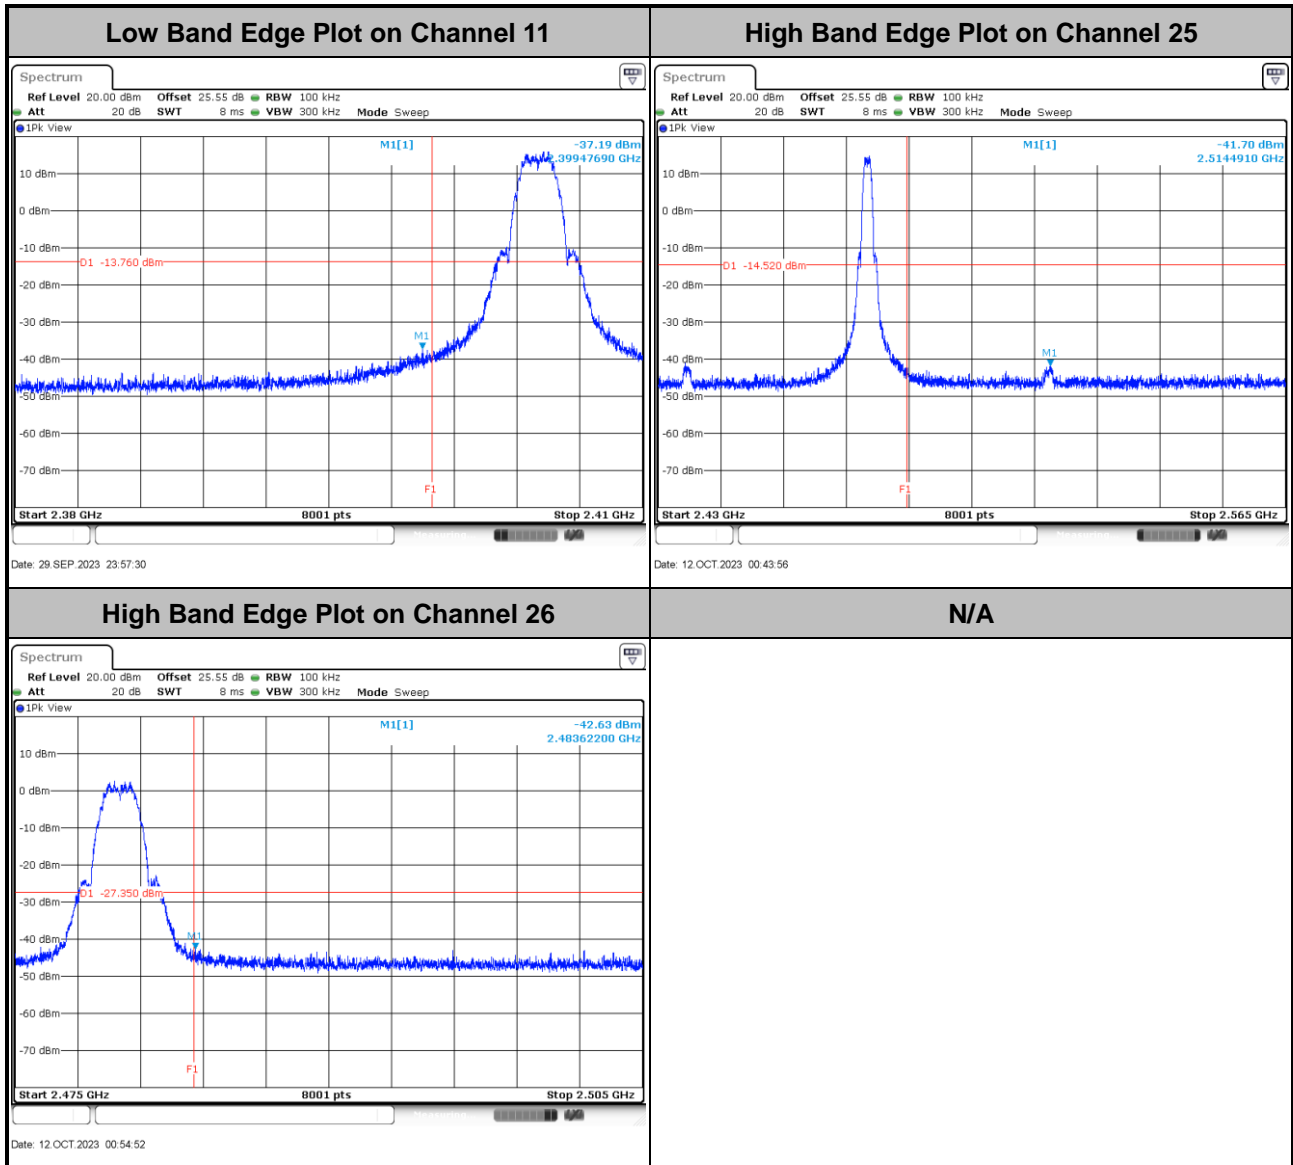 Low Band Edge Plot on Channel 11
Spectrum
Ref Level 20.00 dBm Offset 25.55 dB RBW 100 kHz
Att 20 dB SWT 8 ms VBW 300 kHz Mode Sweep
1Pk View
M1[1] -37.19 dBm
2.39947690 GHz
10 dBm
0 dBm
-10 dBm
D1 -13.760 dBm
-20 dBm
-30 dBm
M1
-40 dBm
-50 dBm
-60 dBm
-70 dBm
F1
Start 2.38 GHz 8001 pts Stop 2.41 GHz
Measuring...
Date: 29.SEP.2023 23:57:30
High Band Edge Plot on Channel 25
Spectrum
Ref Level 20.00 dBm Offset 25.55 dB RBW 100 kHz
Att 20 dB SWT 8 ms VBW 300 kHz Mode Sweep
1Pk View
M1[1] -41.70 dBm
2.5144910 GHz
10 dBm
0 dBm
-10 dBm
D1 -14.520 dBm
-20 dBm
-30 dBm
M1
-40 dBm
-50 dBm
-60 dBm
-70 dBm
F1
Start 2.43 GHz 8001 pts Stop 2.565 GHz
Measuring...
Date: 12.OCT.2023 00:43:56
High Band Edge Plot on Channel 26
Spectrum
Ref Level 20.00 dBm Offset 25.55 dB RBW 100 kHz
Att 20 dB SWT 8 ms VBW 300 kHz Mode Sweep
1Pk View
M1[1] -42.63 dBm
2.48362200 GHz
10 dBm
0 dBm
-10 dBm
-20 dBm
D1 -27.350 dBm
-30 dBm
M1
-40 dBm
-50 dBm
-60 dBm
-70 dBm
F1
Start 2.475 GHz 8001 pts Stop 2.505 GHz
Measuring...
Date: 12.OCT.2023 00:54:52
N/A